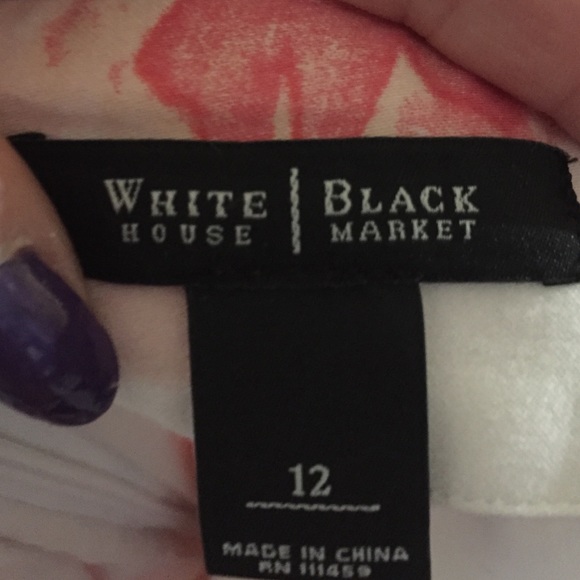 WHITE | BLACK
HOUSE | MARKET
12
MADE IN CHINA
RN 111459